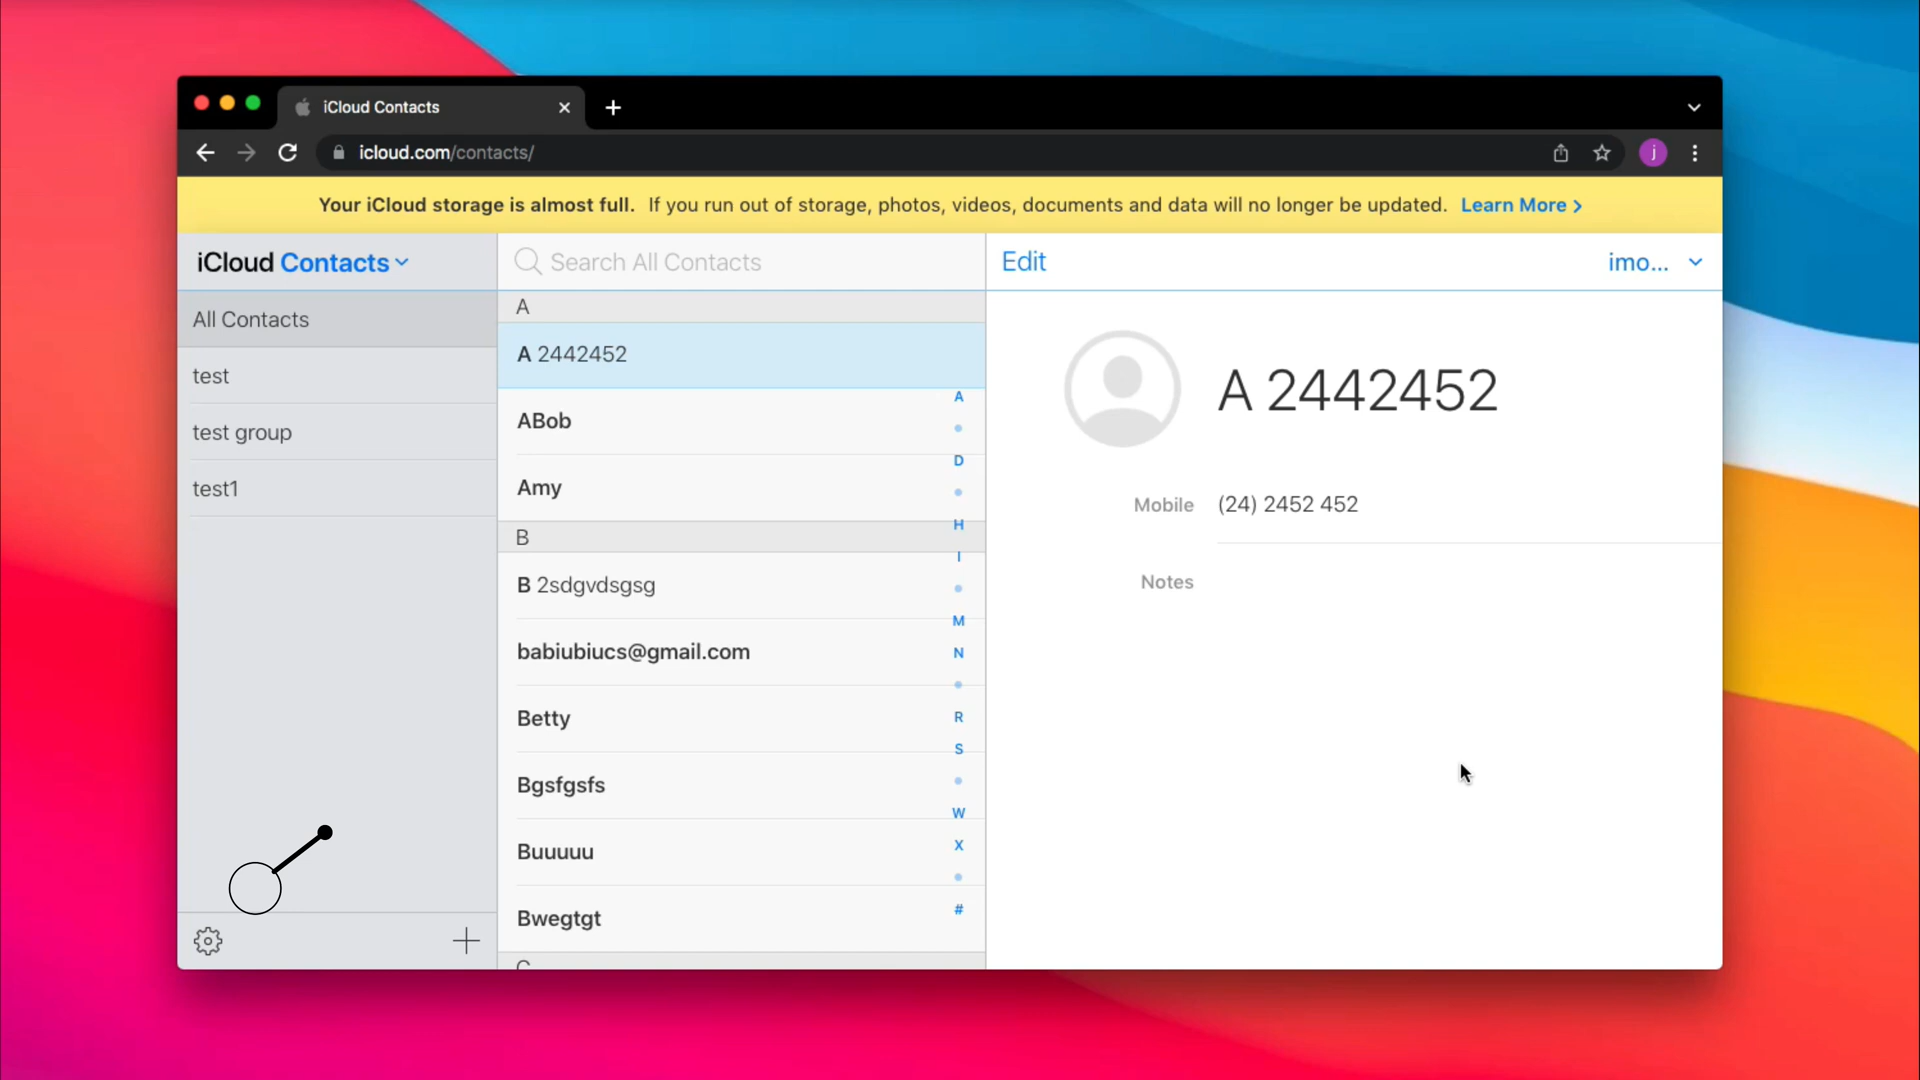 iCloud Contacts
icloud.com/contacts/
j
Your iCloud storage is almost full. If you run out of storage, photos, videos, documents and data will no longer be updated. Learn More >
iCloud Contacts
Search All Contacts
Edit
imo...
All Contacts
test
test group
test1
A
A 2442452
ABob
Amy
B
B 2sdgvdsgsg
babiubiucs@gmail.com
Betty
Bgsfgsfs
Buuuuu
Bwegtgt
C
A
D
H
I
M
N
R
S
W
X
#
A 2442452
Mobile (24) 2452 452
Notes